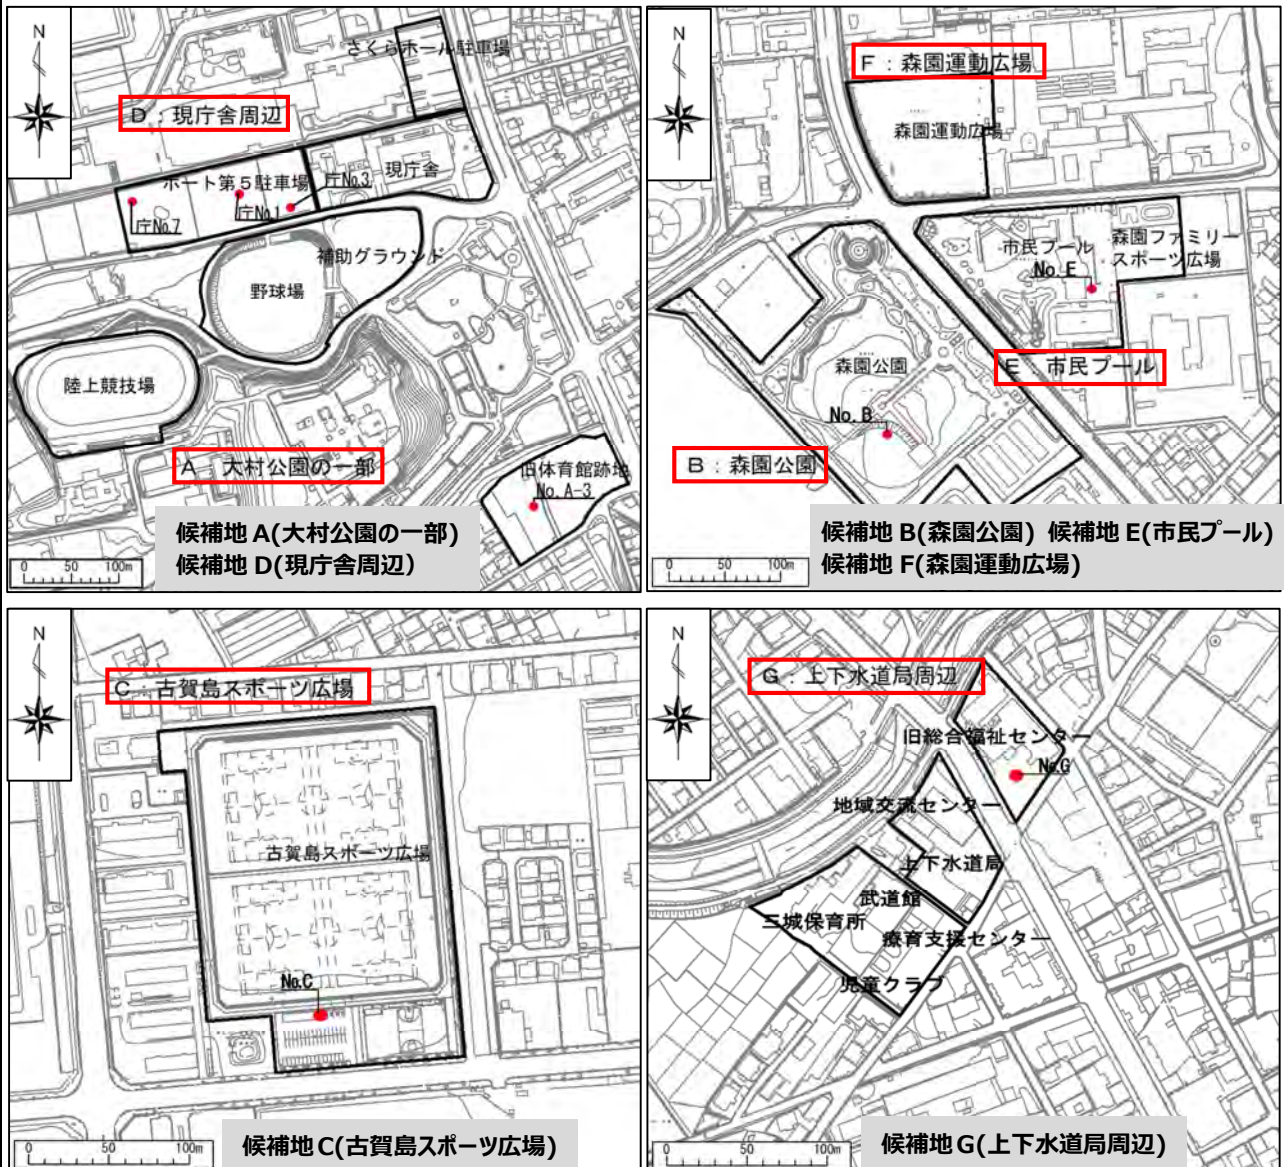 N
さくらホール駐車場
D：現庁舎周辺
現庁舎
ボート第5駐車場
庁No.3
庁No.1
庁No.7
補助グラウンド
野球場
陸上競技場
A：大村公園の一部
旧体育館跡地
No. A-3
候補地 A(大村公園の一部)
候補地 D(現庁舎周辺)
0 50 100m
N
F：森園運動広場
森園運動広場
市民プール
森園ファミリー
スポーツ広場
No. E
E：市民プール
森園公園
No. B
B：森園公園
候補地 B(森園公園) 候補地 E(市民プール)
候補地 F(森園運動広場)
0 50 100m
N
C：古賀島スポーツ広場
古賀島スポーツ広場
No.C
候補地C(古賀島スポーツ広場)
0 50 100m
N
G：上下水道局周辺
旧総合福祉センター
No.G
地域交流センター
上下水道局
武道館
三城保育所
療育支援センター
児童クラブ
候補地G(上下水道局周辺)
0 50 100m